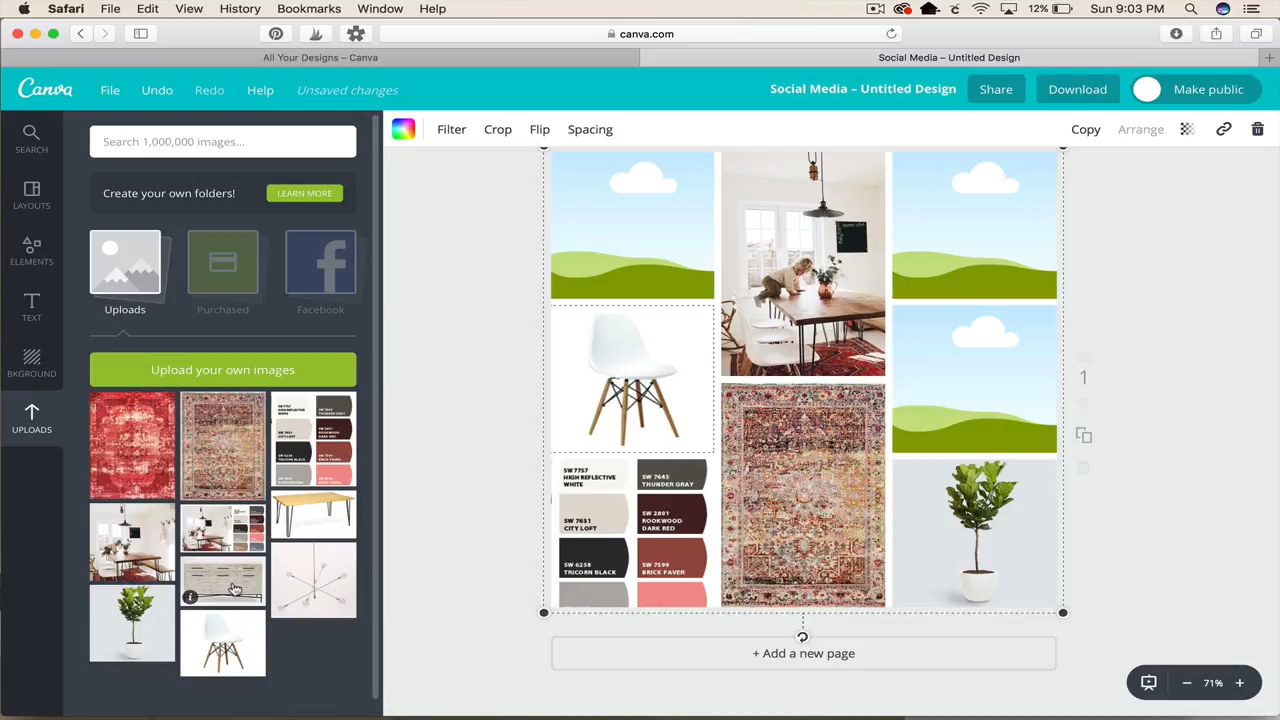 Safari File Edit View History Bookmarks Window Help 12% Sun 9:03 PM
canva.com
All Your Designs – Canva
Social Media – Untitled Design
Canva File Undo Redo Help Unsaved changes Social Media – Untitled Design Share Download Make public
SEARCH
LAYOUTS
ELEMENTS
TEXT
BKGROUND
UPLOADS
Search 1,000,000 images...
Create your own folders! LEARN MORE
Uploads Purchased Facebook
Upload your own images
Filter Crop Flip Spacing Copy Arrange
SW 7757
HIGH REFLECTIVE
WHITE
SW 7645
THUNDER GRAY
SW 7631
CITY LOFT
SW 2801
ROOKWOOD
DARK RED
SW 6258
TRICORN BLACK
SW 7599
BRICK PAVER
1
+ Add a new page
71%